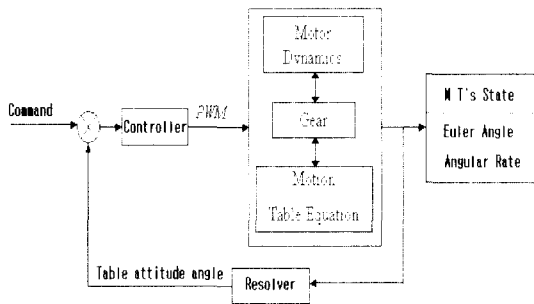 Motor
Dynamics
Gear
Motion
Table Equation
Command
Controller
PWM
M T's State
Euler Angle
Angular Rate
Table attitude angle
Resolver